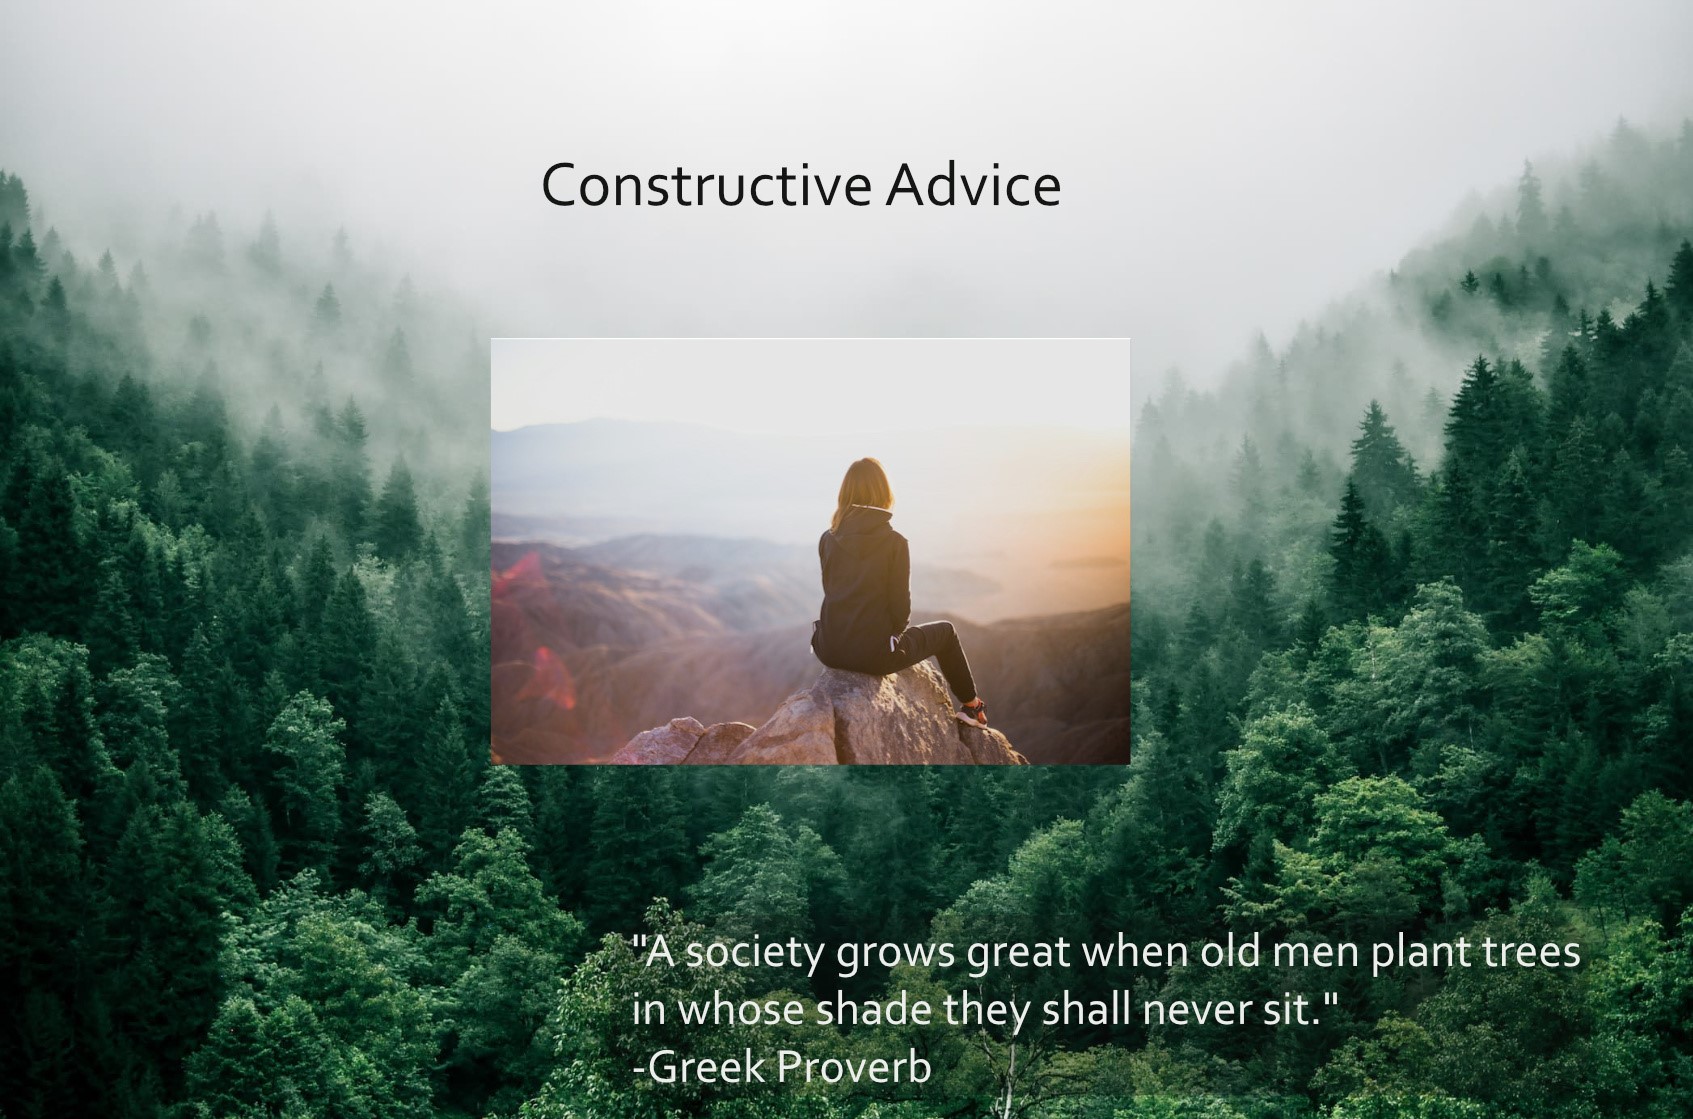 Constructive Advice
"A society grows great when old men plant trees
in whose shade they shall never sit."
-Greek Proverb